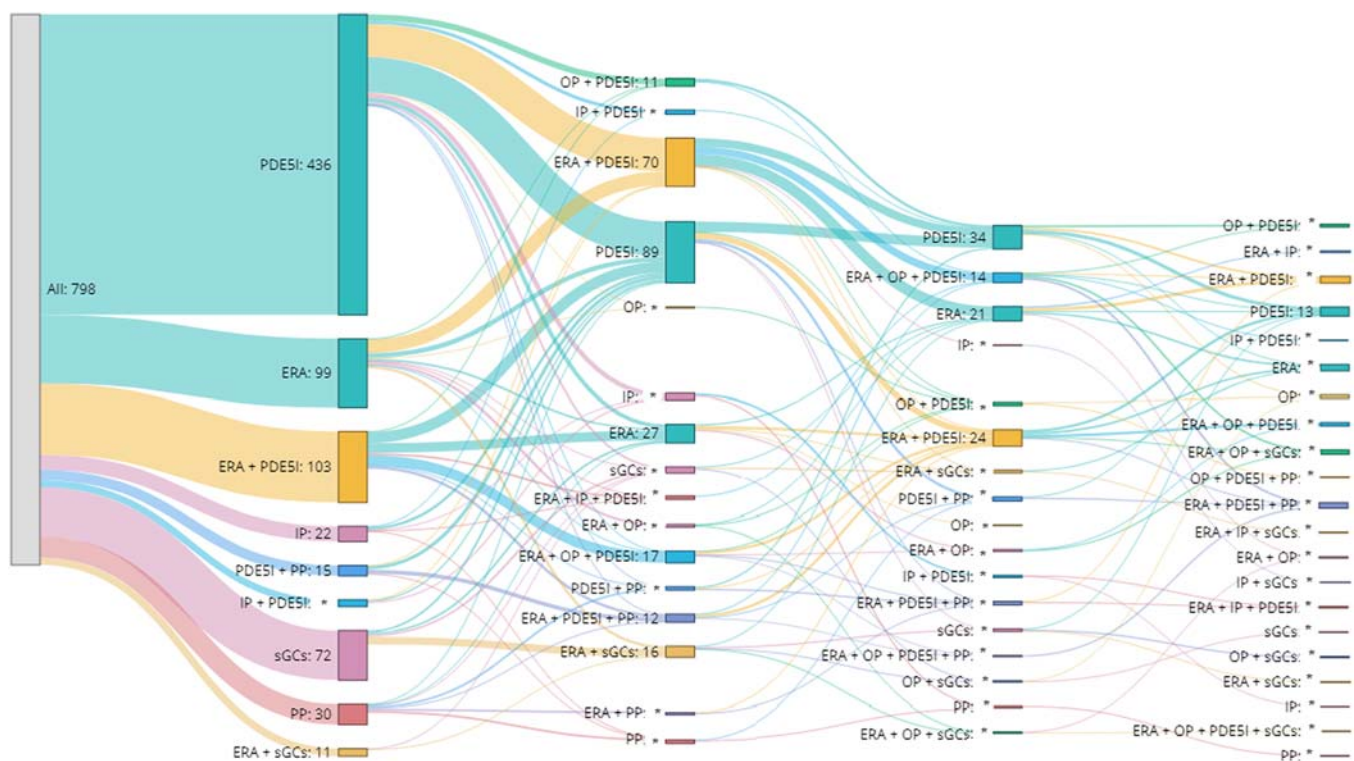 All: 798
PDE5I: 436
ERA: 99
ERA + PDE5I: 103
IP: 22
PDE5I + PP: 15
IP + PDE5I: *
sGCs: 72
PP: 30
ERA + sGCs: 11
OP + PDE5I: 11
IP + PDE5I: *
ERA + PDE5I: 70
PDE5I: 89
OP: *
IP: *
ERA: 27
sGCs: *
ERA + IP + PDE5I: *
ERA + OP: *
ERA + OP + PDE5I: 17
PDE5I + PP: *
ERA + PDE5I + PP: 12
ERA + sGCs: 16
ERA + PP: *
PP: *
PDE5I: 34
ERA + OP + PDE5I: 14
ERA: 21
IP: *
OP + PDE5I: *
ERA + PDE5I: 24
ERA + sGCs: *
PDE5I + PP: *
OP: *
ERA + OP: *
IP + PDE5I: *
ERA + PDE5I + PP: *
sGCs: *
ERA + OP + PDE5I + PP: *
OP + sGCs: *
PP: *
ERA + OP + sGCs: *
OP + PDE5I: *
ERA + IP: *
ERA + PDE5I: *
PDE5I: 13
IP + PDE5I: *
ERA: *
OP: *
ERA + OP + PDE5I: *
ERA + OP + sGCs: *
OP + PDE5I + PP: *
ERA + PDE5I + PP: *
ERA + IP + sGCs: *
ERA + OP: *
IP + sGCs: *
ERA + IP + PDE5I: *
sGCs: *
OP + sGCs: *
ERA + sGCs: *
IP: *
ERA + OP + PDE5I + sGCs: *
PP: *